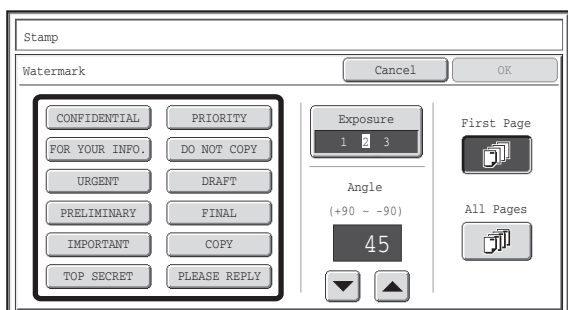 Stamp
Watermark
Cancel
OK
CONFIDENTIAL
PRIORITY
FOR YOUR INFO.
DO NOT COPY
URGENT
DRAFT
PRELIMINARY
FINAL
IMPORTANT
COPY
TOP SECRET
PLEASE REPLY
Exposure
1 2 3
Angle
(+90 ~ -90)
45
First Page
All Pages